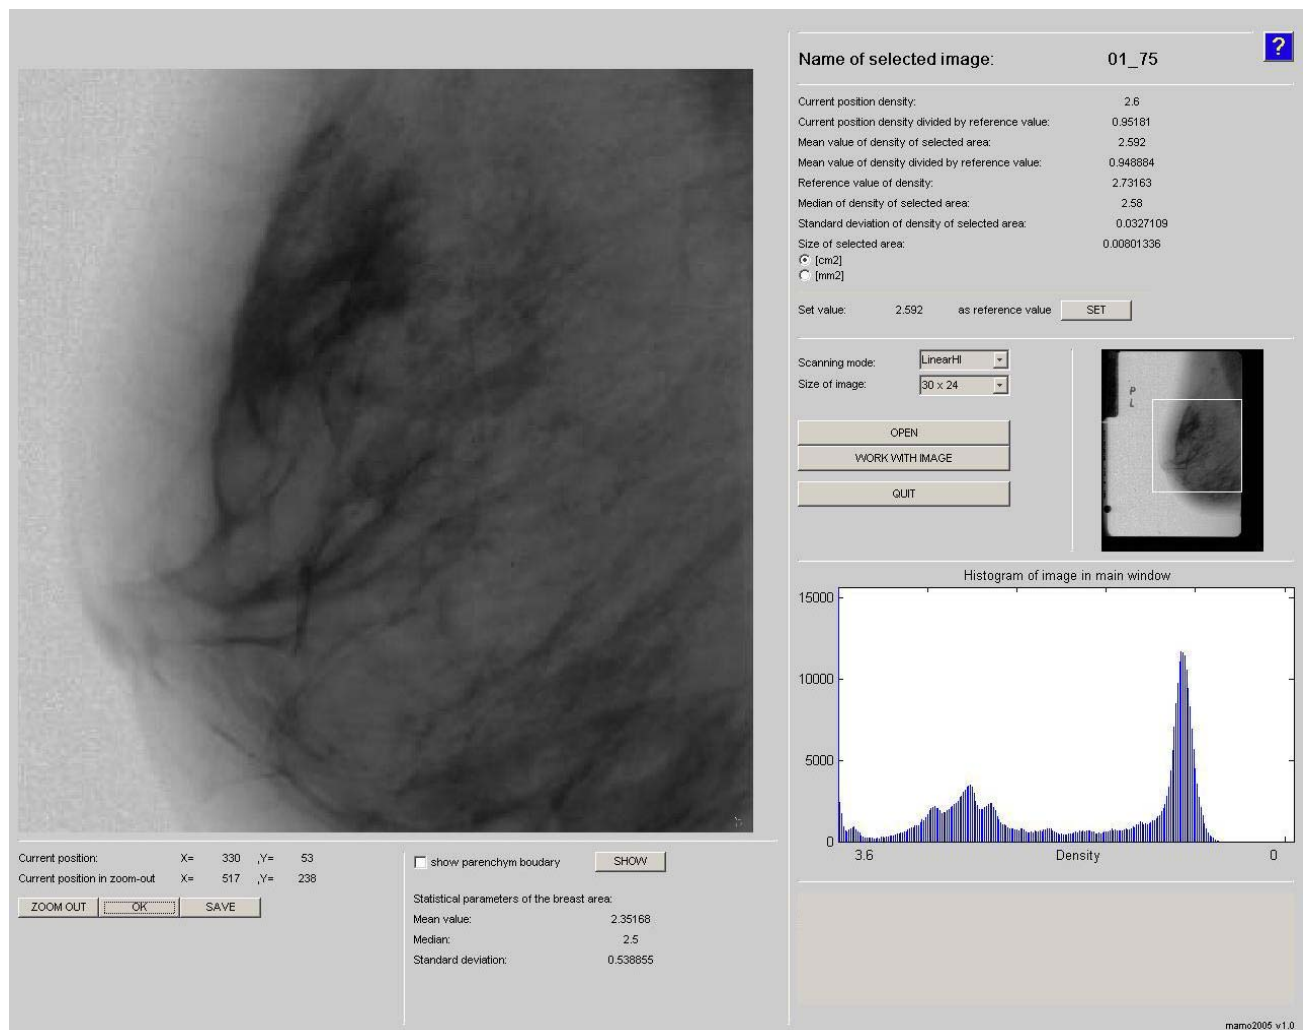 Name of selected image: 01_75 ?
Current position density: 2.6
Current position density divided by reference value: 0.95181
Mean value of density of selected area: 2.592
Mean value of density divided by reference value: 0.948884
Reference value of density: 2.73163
Median of density of selected area: 2.58
Standard deviation of density of selected area: 0.0327109
Size of selected area: 0.00801336
[cm2]
[mm2]
Set value: 2.592 as reference value SET
Scanning mode: LinearHI
Size of image: 30 x 24
OPEN
WORK WITH IMAGE
QUIT
P
L
Histogram of image in main window
15000
10000
5000
0
3.6 Density 0
Current position: X= 330 ,Y= 53
Current position in zoom-out X= 517 ,Y= 238
ZOOM OUT OK SAVE
show parenchym boudary SHOW
Statistical parameters of the breast area:
Mean value: 2.35168
Median: 2.5
Standard deviation: 0.538855
mamo2005 v1.0